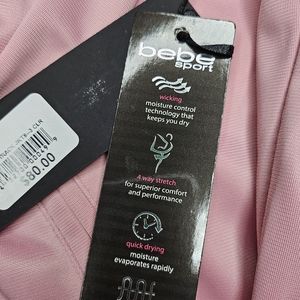 bebe
sport
wicking
moisture control
technology that
keeps you dry
4 way stretch
for superior comfort
and performance
quick drying
moisture
evaporates rapidly
$80.00